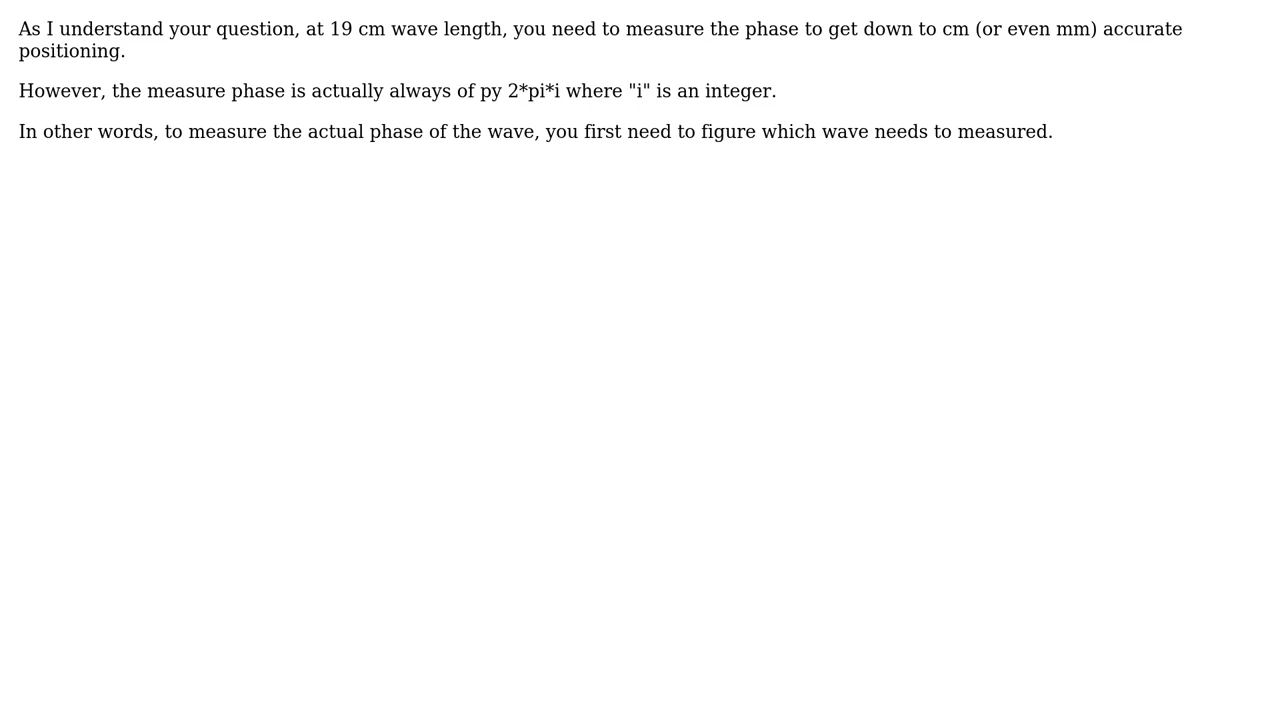 As I understand your question, at 19 cm wave length, you need to measure the phase to get down to cm (or even mm) accurate
positioning.
However, the measure phase is actually always of py 2*pi*i where "i" is an integer.
In other words, to measure the actual phase of the wave, you first need to figure which wave needs to measured.